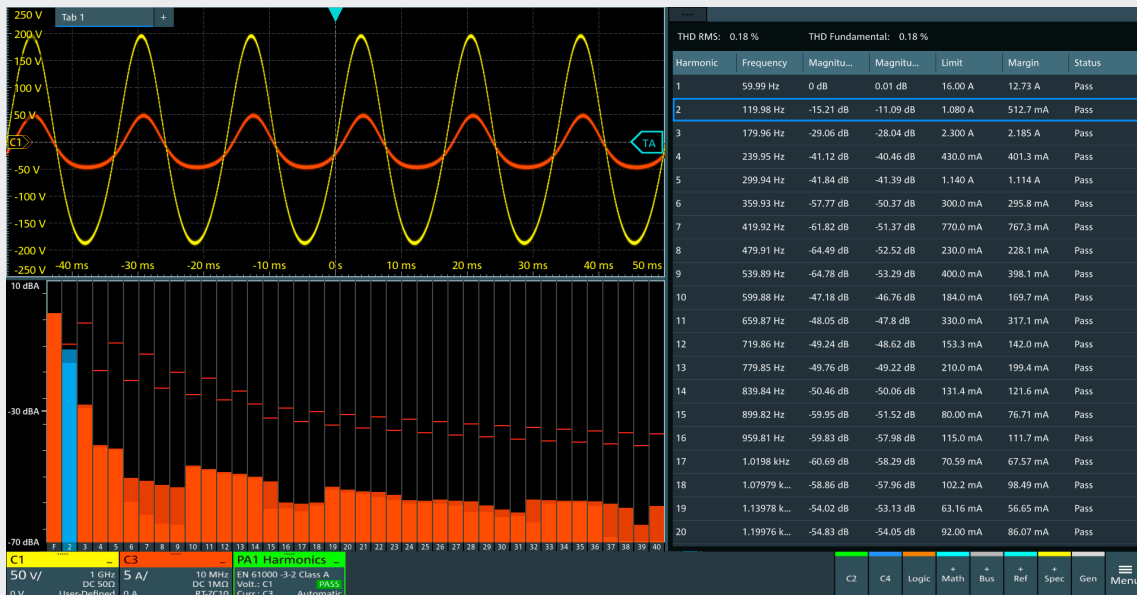 250 V
Tab 1
+
200 V
150 V
100 V
50 V
C1
TA
-50 V
-100 V
-150 V
-200 V
-250 V
-40 ms -30 ms -20 ms -10 ms 0 s 10 ms 20 ms 30 ms 40 ms 50 ms
10 dBA
-30 dBA
-70 dBA
F 2 3 4 5 6 7 8 9 10 11 12 13 14 15 16 17 18 19 20 21 22 23 24 25 26 27 28 29 30 31 32 33 34 35 36 37 38 39 40
THD RMS: 0.18 % THD Fundamental: 0.18 %
Harmonic Frequency Magnitu... Magnitu... Limit Margin Status
1 59.99 Hz 0 dB 0.01 dB 16.00 A 12.73 A Pass
2 119.98 Hz -15.21 dB -11.09 dB 1.080 A 512.7 mA Pass
3 179.96 Hz -29.06 dB -28.04 dB 2.300 A 2.185 A Pass
4 239.95 Hz -41.12 dB -40.46 dB 430.0 mA 401.3 mA Pass
5 299.94 Hz -41.84 dB -41.39 dB 1.140 A 1.114 A Pass
6 359.93 Hz -57.77 dB -50.37 dB 300.0 mA 295.8 mA Pass
7 419.92 Hz -61.82 dB -51.37 dB 770.0 mA 767.3 mA Pass
8 479.91 Hz -64.49 dB -52.52 dB 230.0 mA 228.1 mA Pass
9 539.89 Hz -64.78 dB -53.29 dB 400.0 mA 398.1 mA Pass
10 599.88 Hz -47.18 dB -46.76 dB 184.0 mA 169.7 mA Pass
11 659.87 Hz -48.05 dB -47.8 dB 330.0 mA 317.1 mA Pass
12 719.86 Hz -49.24 dB -48.62 dB 153.3 mA 142.0 mA Pass
13 779.85 Hz -49.76 dB -49.22 dB 210.0 mA 199.4 mA Pass
14 839.84 Hz -50.46 dB -50.06 dB 131.4 mA 121.6 mA Pass
15 899.82 Hz -59.95 dB -51.52 dB 80.00 mA 76.71 mA Pass
16 959.81 Hz -59.83 dB -57.98 dB 115.0 mA 111.7 mA Pass
17 1.0198 kHz -60.69 dB -58.29 dB 70.59 mA 67.57 mA Pass
18 1.07979 k... -58.86 dB -57.96 dB 102.2 mA 98.49 mA Pass
19 1.13978 k... -54.02 dB -53.13 dB 63.16 mA 56.65 mA Pass
20 1.19976 k... -54.83 dB -54.05 dB 92.00 mA 86.07 mA Pass
C1
50 V/ 1 GHz
DC 50Ω
0 V User-Defined
C3
5 A/ 10 MHz
DC 1MΩ
0 A RT-ZC10
PA1 Harmonics
EN 61000 -3-2 Class A
Volt.: C1 PASS
Curr.: C3 Automatic
C2
C4
Logic
+ Math
+ Bus
+ Ref
+ Spec
Gen
Menu